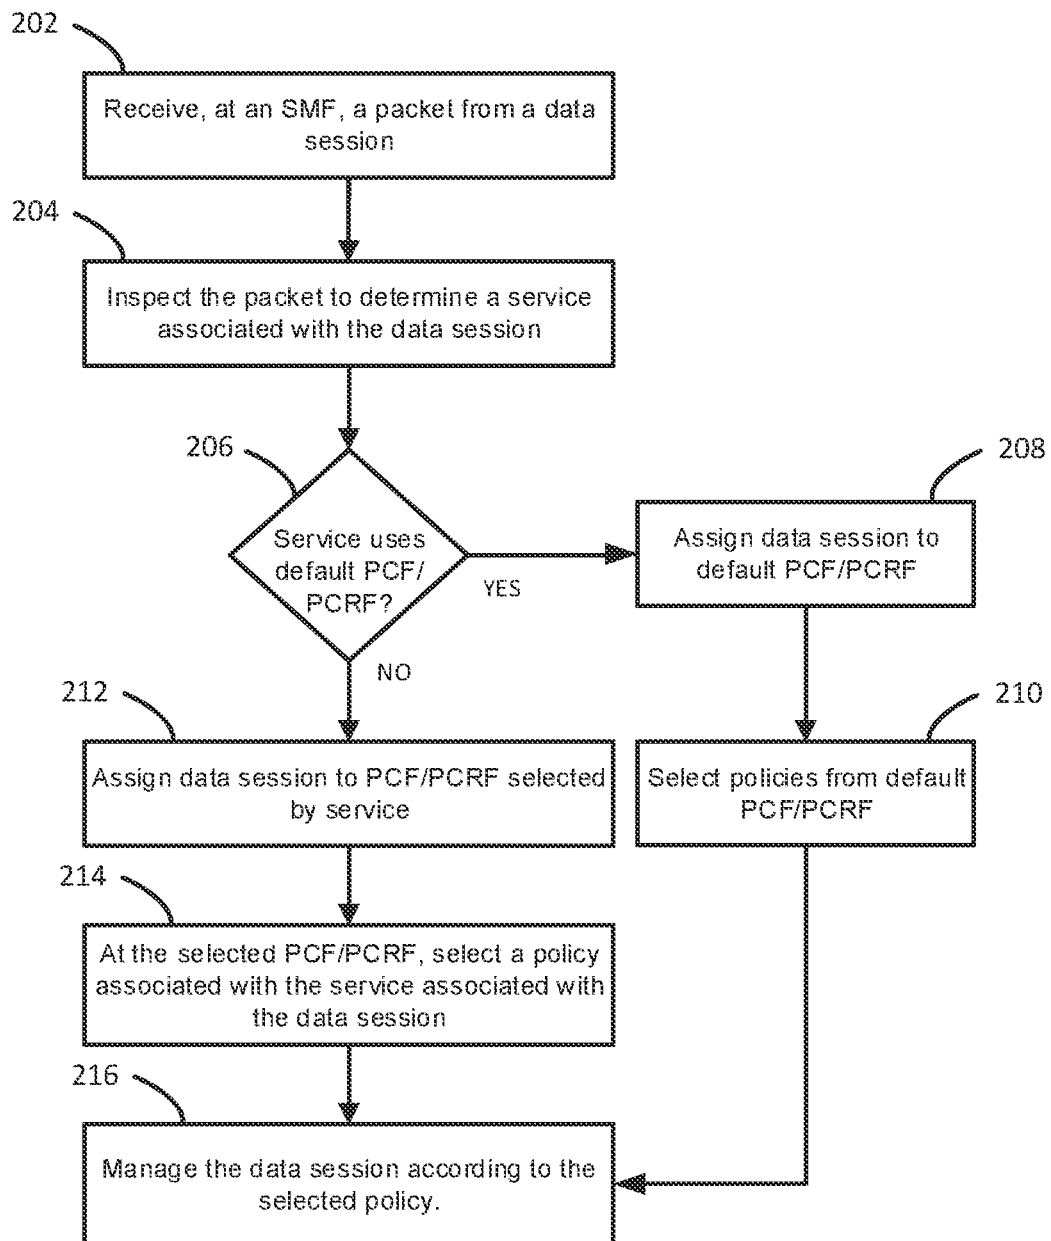 202
Receive, at an SMF, a packet from a data
session
204
Inspect the packet to determine a service
associated with the data session
206
Service uses
default PCF/
PCRF?
YES
208
Assign data session to
default PCF/PCRF
NO
212
Assign data session to PCF/PCRF selected
by service
210
Select policies from default
PCF/PCRF
214
At the selected PCF/PCRF, select a policy
associated with the service associated with
the data session
216
Manage the data session according to the
selected policy.